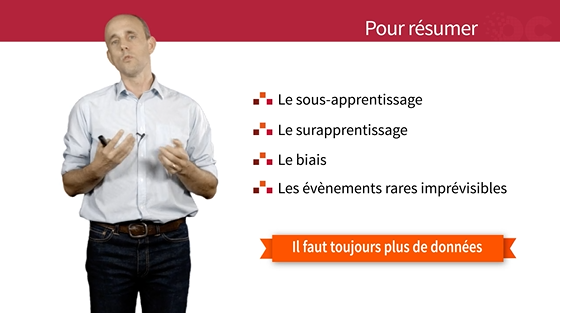 Pour résumer
Le sous-apprentissage
Le surapprentissage
Le biais
Les évènements rares imprévisibles
Il faut toujours plus de données